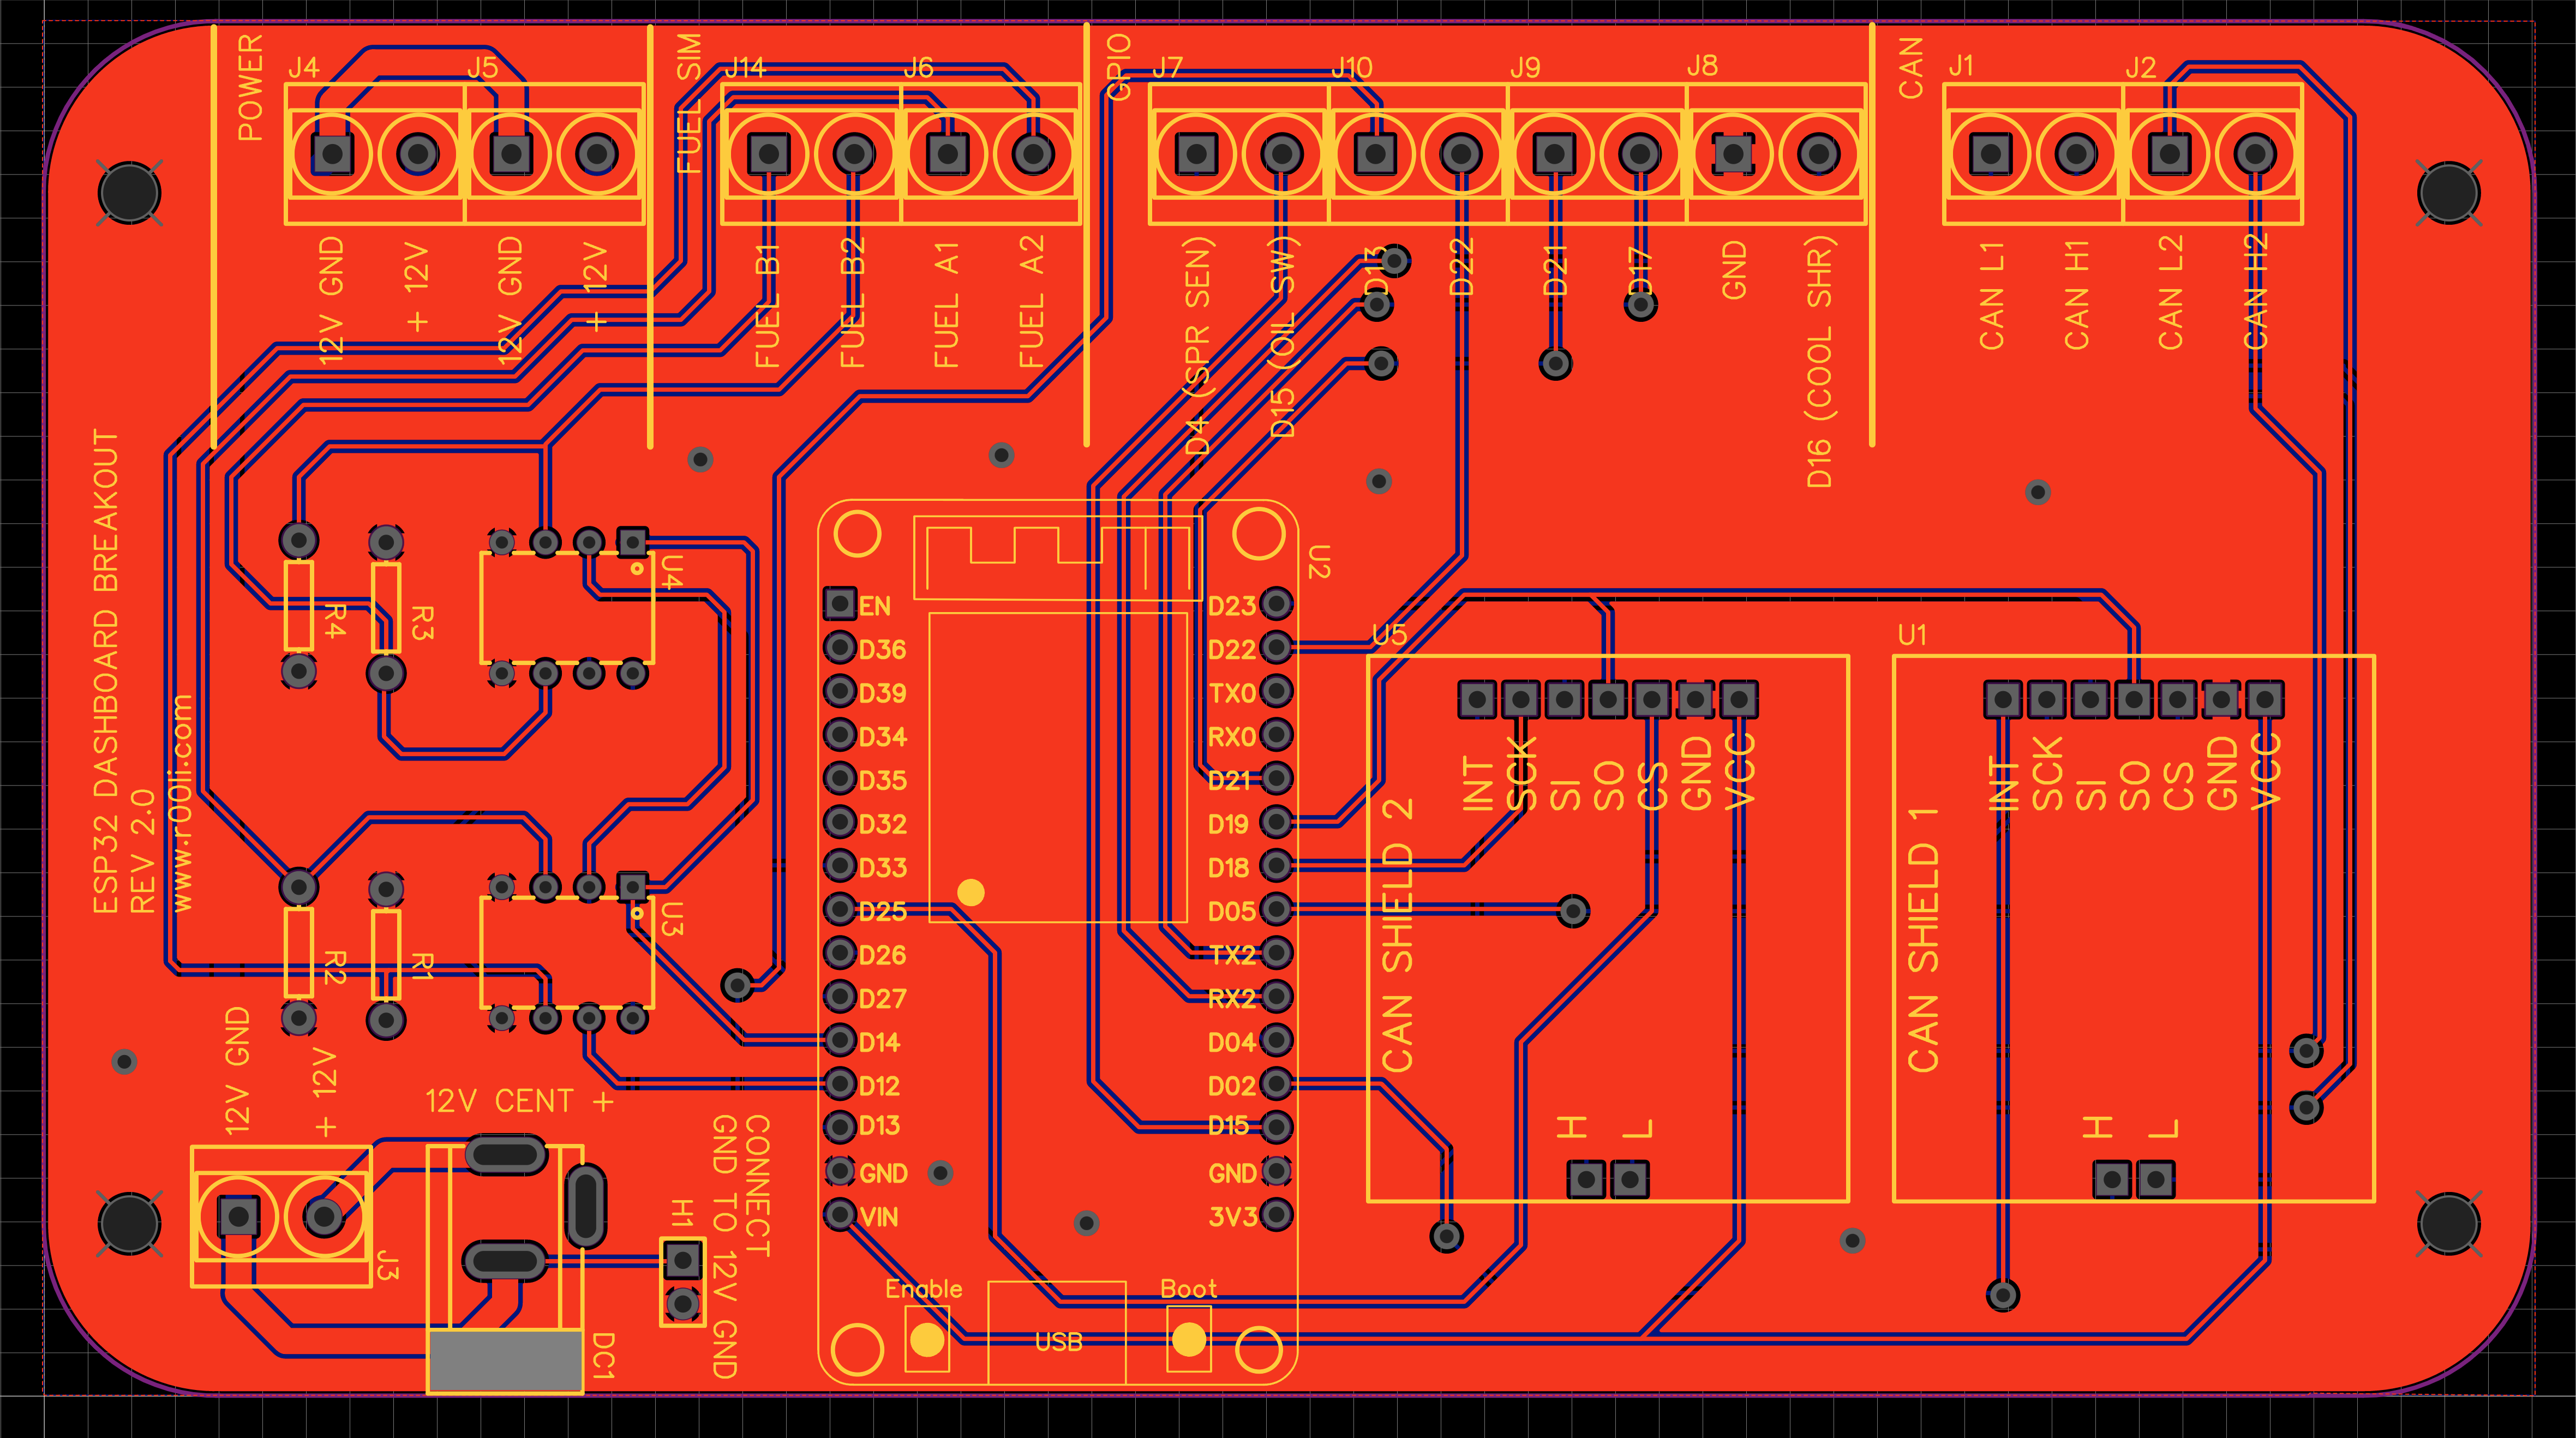 POWER
J4
J5
12V GND
+ 12V
12V GND
+ 12V
FUEL SIM
J14
J6
FUEL B1
FUEL B2
FUEL A1
FUEL A2
GPIO
J7
J10
J9
J8
D4 (SPR SEN)
D15 (OIL SW)
D13
D22
D21
D17
GND
D16 (COOL SHR)
CAN
J1
J2
CAN L1
CAN H1
CAN L2
CAN H2
ESP32 DASHBOARD BREAKOUT
REV 2.0
www.r00li.com
R4
R3
U4
R2
R1
U3
U2
EN
D36
D39
D34
D35
D32
D33
D25
D26
D27
D14
D12
D13
GND
VIN
D23
D22
TX0
RX0
D21
D19
D18
D05
TX2
RX2
D04
D02
D15
GND
3V3
Enable
USB
Boot
U5
INT
SCK
SI
SO
CS
GND
VCC
CAN SHIELD 2
H
L
U1
INT
SCK
SI
SO
CS
GND
VCC
CAN SHIELD 1
H
L
12V GND
+ 12V
12V CENT +
J3
DC1
H1
CONNECT
GND TO 12V GND